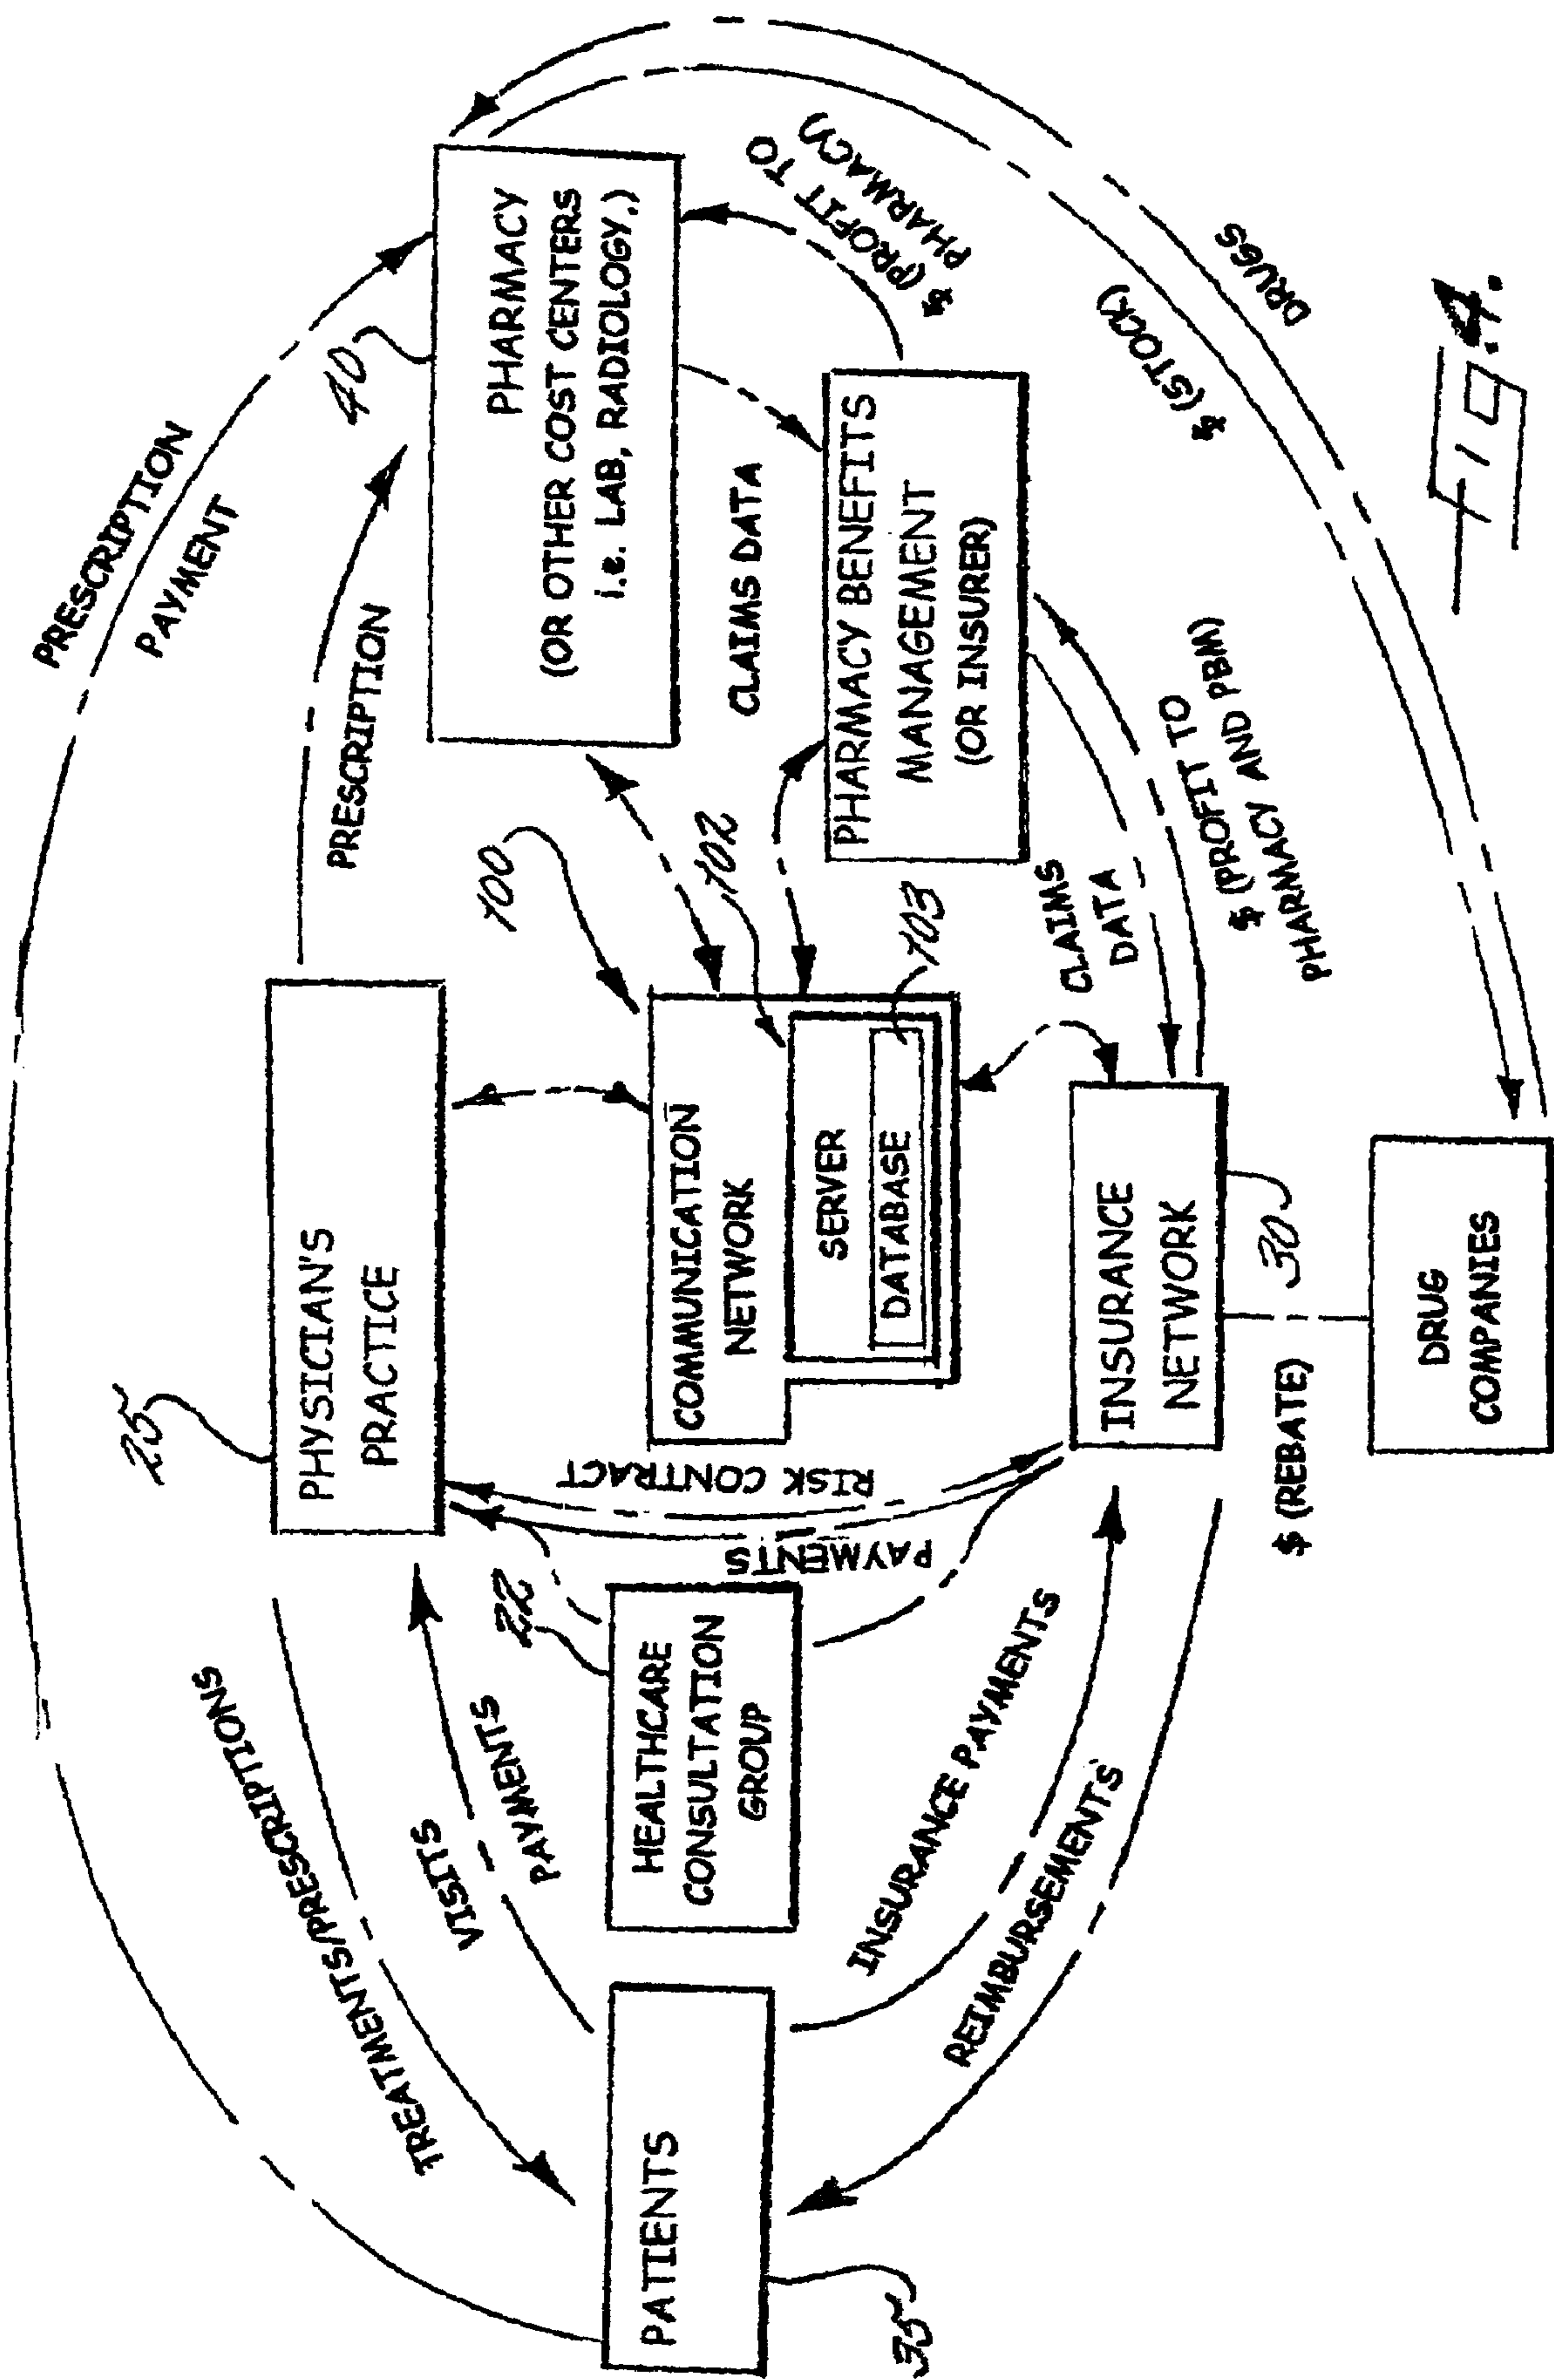 PRESCRIPTION
PAYMENT
25
PHYSICIAN'S
PRACTICE
PRESCRIPTION
40
PHARMACY
(OR OTHER COST CENTERS
i.e. LAB, RADIOLOGY.)
TREATMENTS/PRESCRIPTIONS
VISITS
PAYMENTS
22
HEALTHCARE
CONSULTATION
GROUP
PATIENTS
35
RISK CONTRACT
PAYMENTS
100
COMMUNICATION
NETWORK
102
SERVER
DATABASE
103
CLAIMS DATA
$ (PROFIT TO
PHARMACY)
PHARMACY BENEFITS
MANAGEMENT
(OR INSURER)
INSURANCE PAYMENTS
REIMBURSEMENTS
INSURANCE
NETWORK
30
CLAIMS
DATA
$ (PROFIT TO
PHARMACY AND PBM)
$ (REBATE)
DRUG
COMPANIES
$ (STOCK)
DRUGS
Fig. 4.